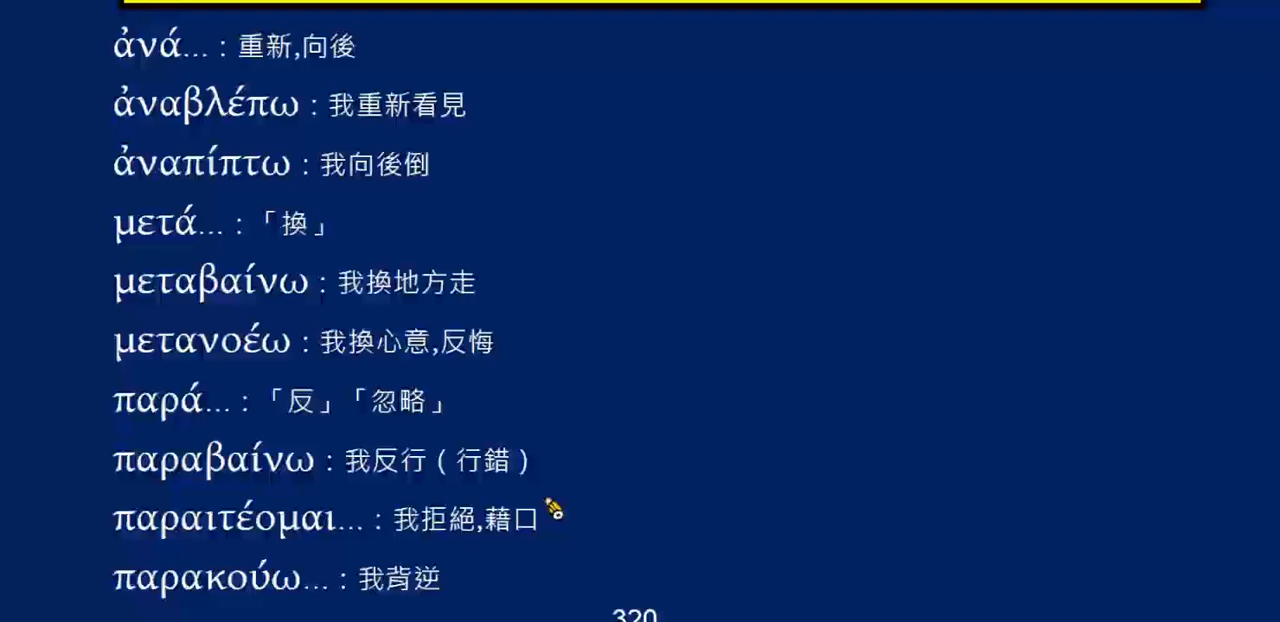 ἀνά... : 重新,向後
ἀναβλέπω : 我重新看見
ἀναπίπτω : 我向後倒
μετά... : 「換」
μεταβαίνω : 我換地方走
μετανοέω : 我換心意,反悔
παρά... : 「反」「忽略」
παραβαίνω : 我反行 ( 行錯 )
παραιτέομαι... : 我拒絕,藉口
παρακούω... : 我背逆
320